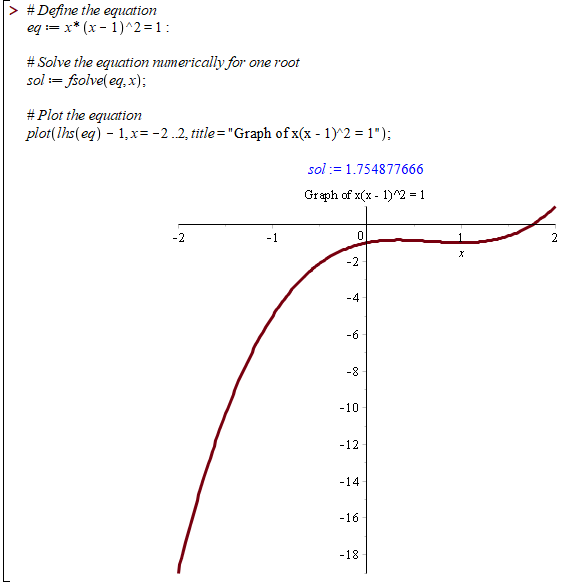 > # Define the equation
eq := x* (x − 1)^2 = 1 :
# Solve the equation numerically for one root
sol := fsolve(eq, x);
# Plot the equation
plot(lhs(eq) − 1, x = −2 ..2, title = "Graph of x(x - 1)^2 = 1");
sol := 1.754877666
Graph of x(x - 1)^2 = 1
-2 -1 0 1 2
x
-2
-4
-6
-8
-10
-12
-14
-16
-18